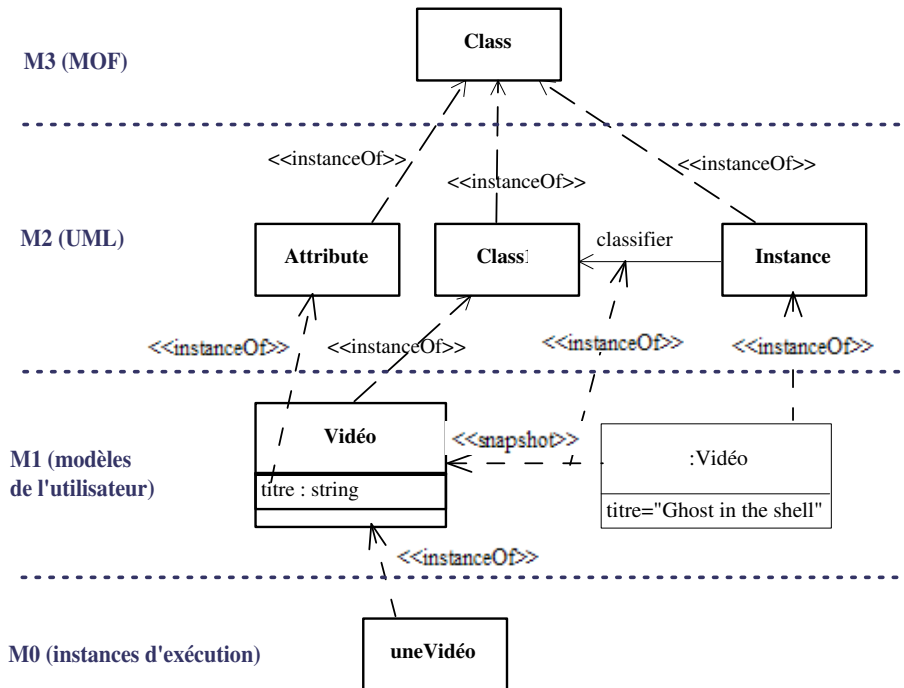 Class
M3 (MOF)
<<instanceOf>>
<<instanceOf>>
<<instanceOf>>
M2 (UML)
Attribute
Class1
classifier
Instance
<<instanceOf>>
<<instanceOf>>
<<instanceOf>>
<<instanceOf>>
M1 (modèles
de l'utilisateur)
Vidéo
titre : string
<<snapshot>>
:Vidéo
titre="Ghost in the shell"
<<instanceOf>>
M0 (instances d'exécution)
uneVidéo